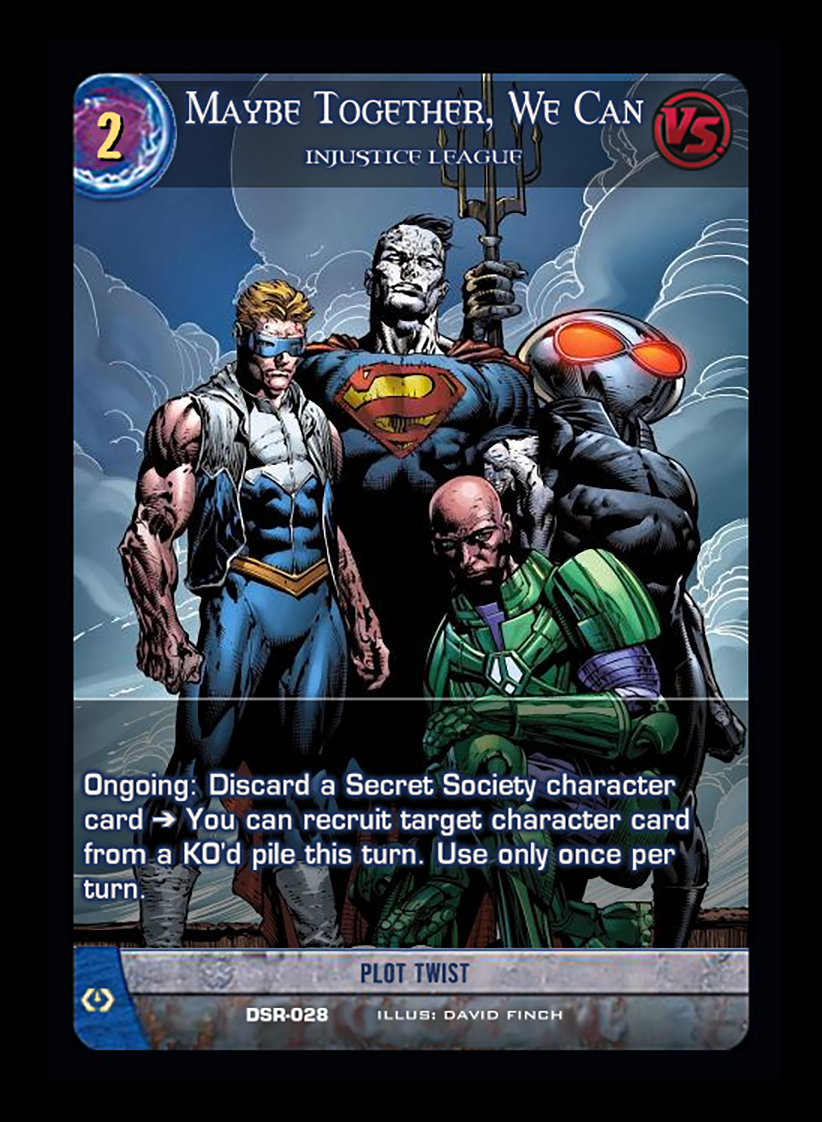 2
Maybe Together, We Can
VS.
INJUSTICE LEAGUE
Ongoing: Discard a Secret Society character
card ➔ You can recruit target character card
from a KO'd pile this turn. Use only once per
turn.
PLOT TWIST
DSR-028 ILLUS: DAVID FINCH